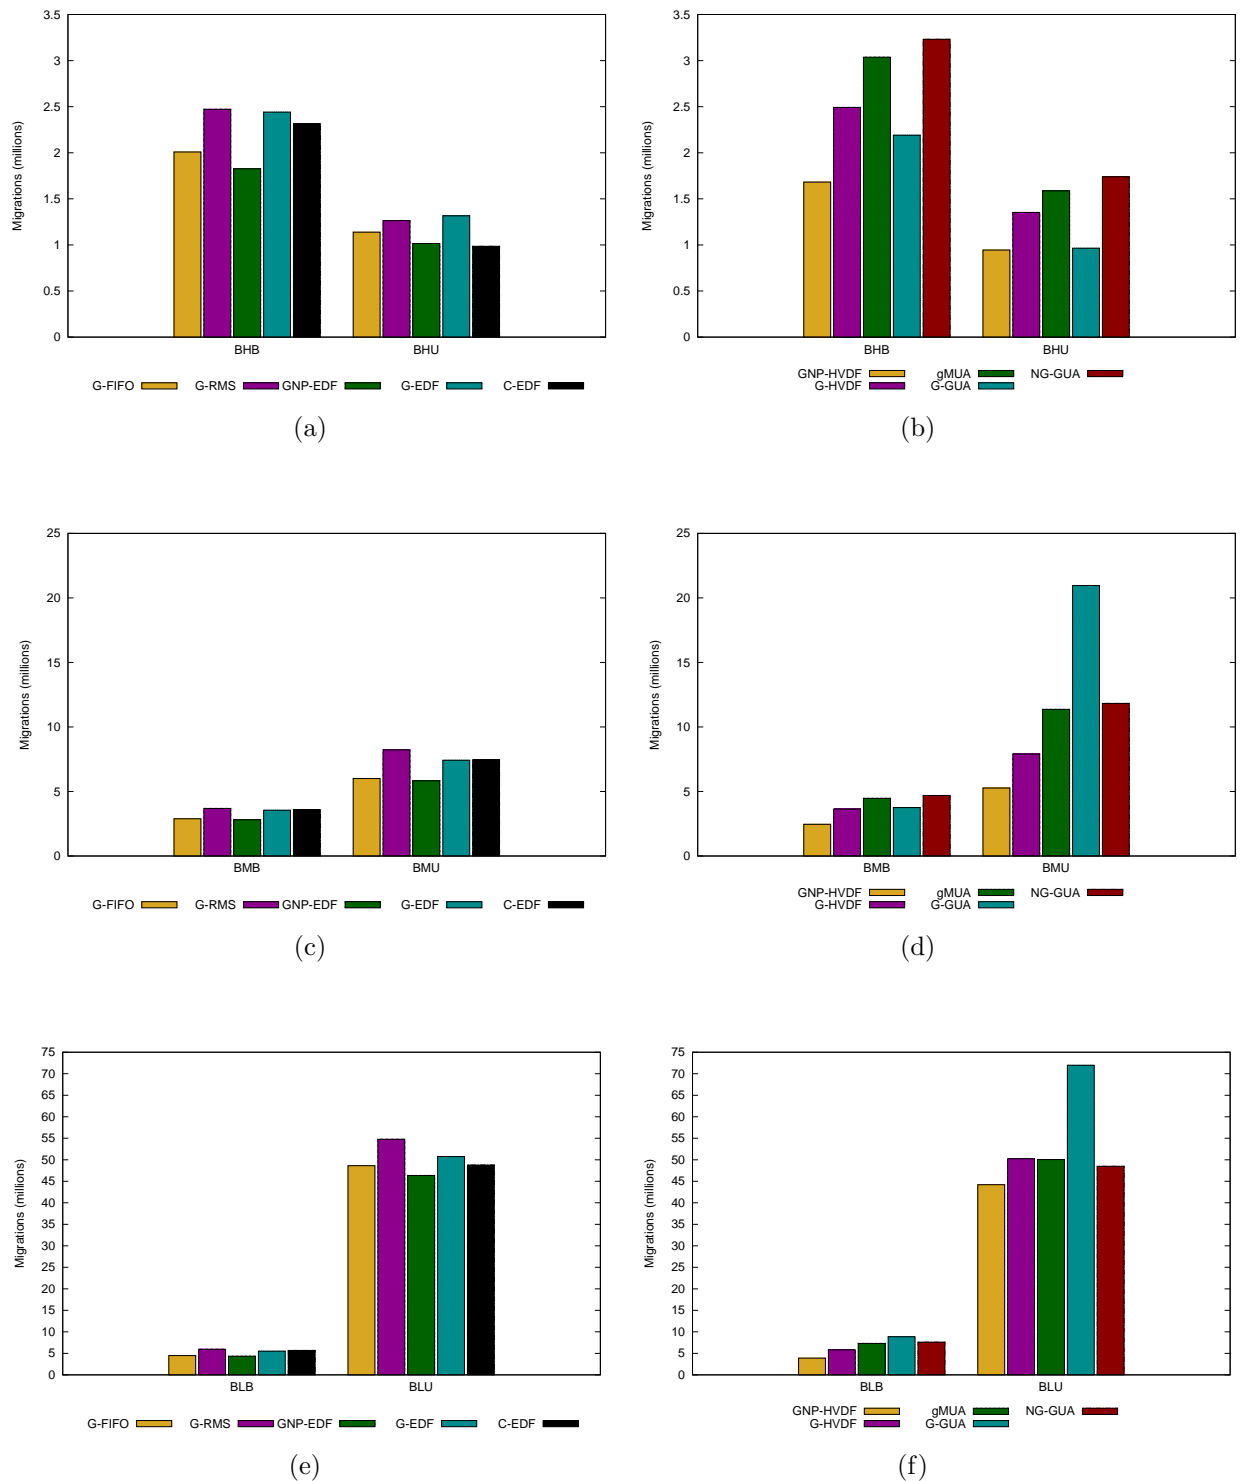 3.5
3
2.5
2
1.5
1
0.5
0
Migrations (millions)
BHB BHU
G-FIFO G-RMS GNP-EDF G-EDF C-EDF
(a)
3.5
3
2.5
2
1.5
1
0.5
0
Migrations (millions)
BHB BHU
GNP-HVDF gMUA NG-GUA
G-HVDF G-GUA
(b)
25
20
15
10
5
0
Migrations (millions)
BMB BMU
G-FIFO G-RMS GNP-EDF G-EDF C-EDF
(c)
25
20
15
10
5
0
Migrations (millions)
BMB BMU
GNP-HVDF gMUA NG-GUA
G-HVDF G-GUA
(d)
75
70
65
60
55
50
45
40
35
30
25
20
15
10
5
0
Migrations (millions)
BLB BLU
G-FIFO G-RMS GNP-EDF G-EDF C-EDF
(e)
75
70
65
60
55
50
45
40
35
30
25
20
15
10
5
0
Migrations (millions)
BLB BLU
GNP-HVDF gMUA NG-GUA
G-HVDF G-GUA
(f)